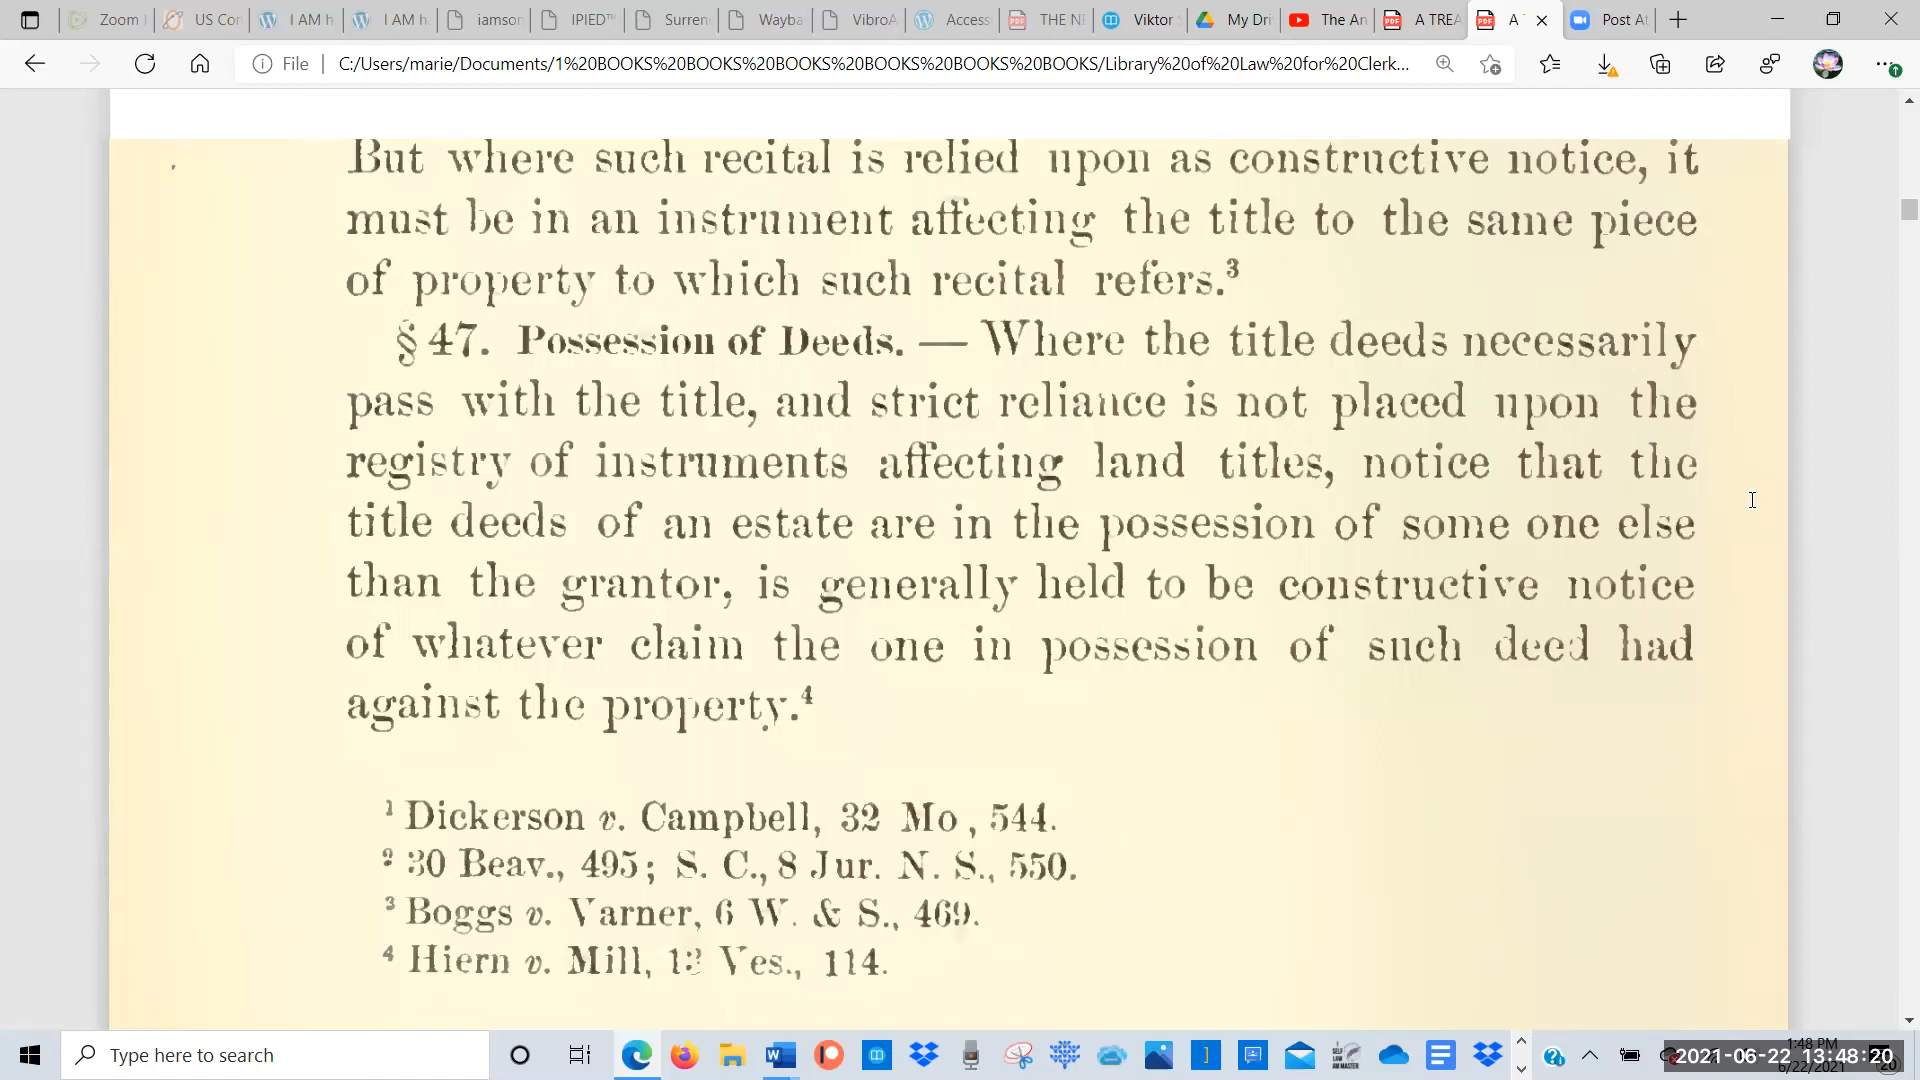 Zoom
US Con
I AM h
I AM h
iamson
IPIED™
Surren
Wayba
VibroA
Access
THE NE
Viktor
My Dri
The An
A TREA
A
Post At
File
C:/Users/marie/Documents/1%20BOOKS%20BOOKS%20BOOKS%20BOOKS%20BOOKS%20BOOKS/Library%20of%20Law%20for%20Clerk...
But where such recital is relied upon as constructive notice, it
must be in an instrument affecting the title to the same piece
of property to which such recital refers.³
§ 47. Possession of Deeds. — Where the title deeds necessarily
pass with the title, and strict reliance is not placed upon the
registry of instruments affecting land titles, notice that the
title deeds of an estate are in the possession of some one else
than the grantor, is generally held to be constructive notice
of whatever claim the one in possession of such deed had
against the property.⁴
¹ Dickerson v. Campbell, 32 Mo , 544.
² 30 Beav., 495; S. C., 8 Jur. N. S., 550.
³ Boggs v. Varner, 6 W. & S., 469.
⁴ Hiern v. Mill, 13 Ves., 114.
Type here to search
1:48 PM
2021-06-22 13:48:20
6/22/2021